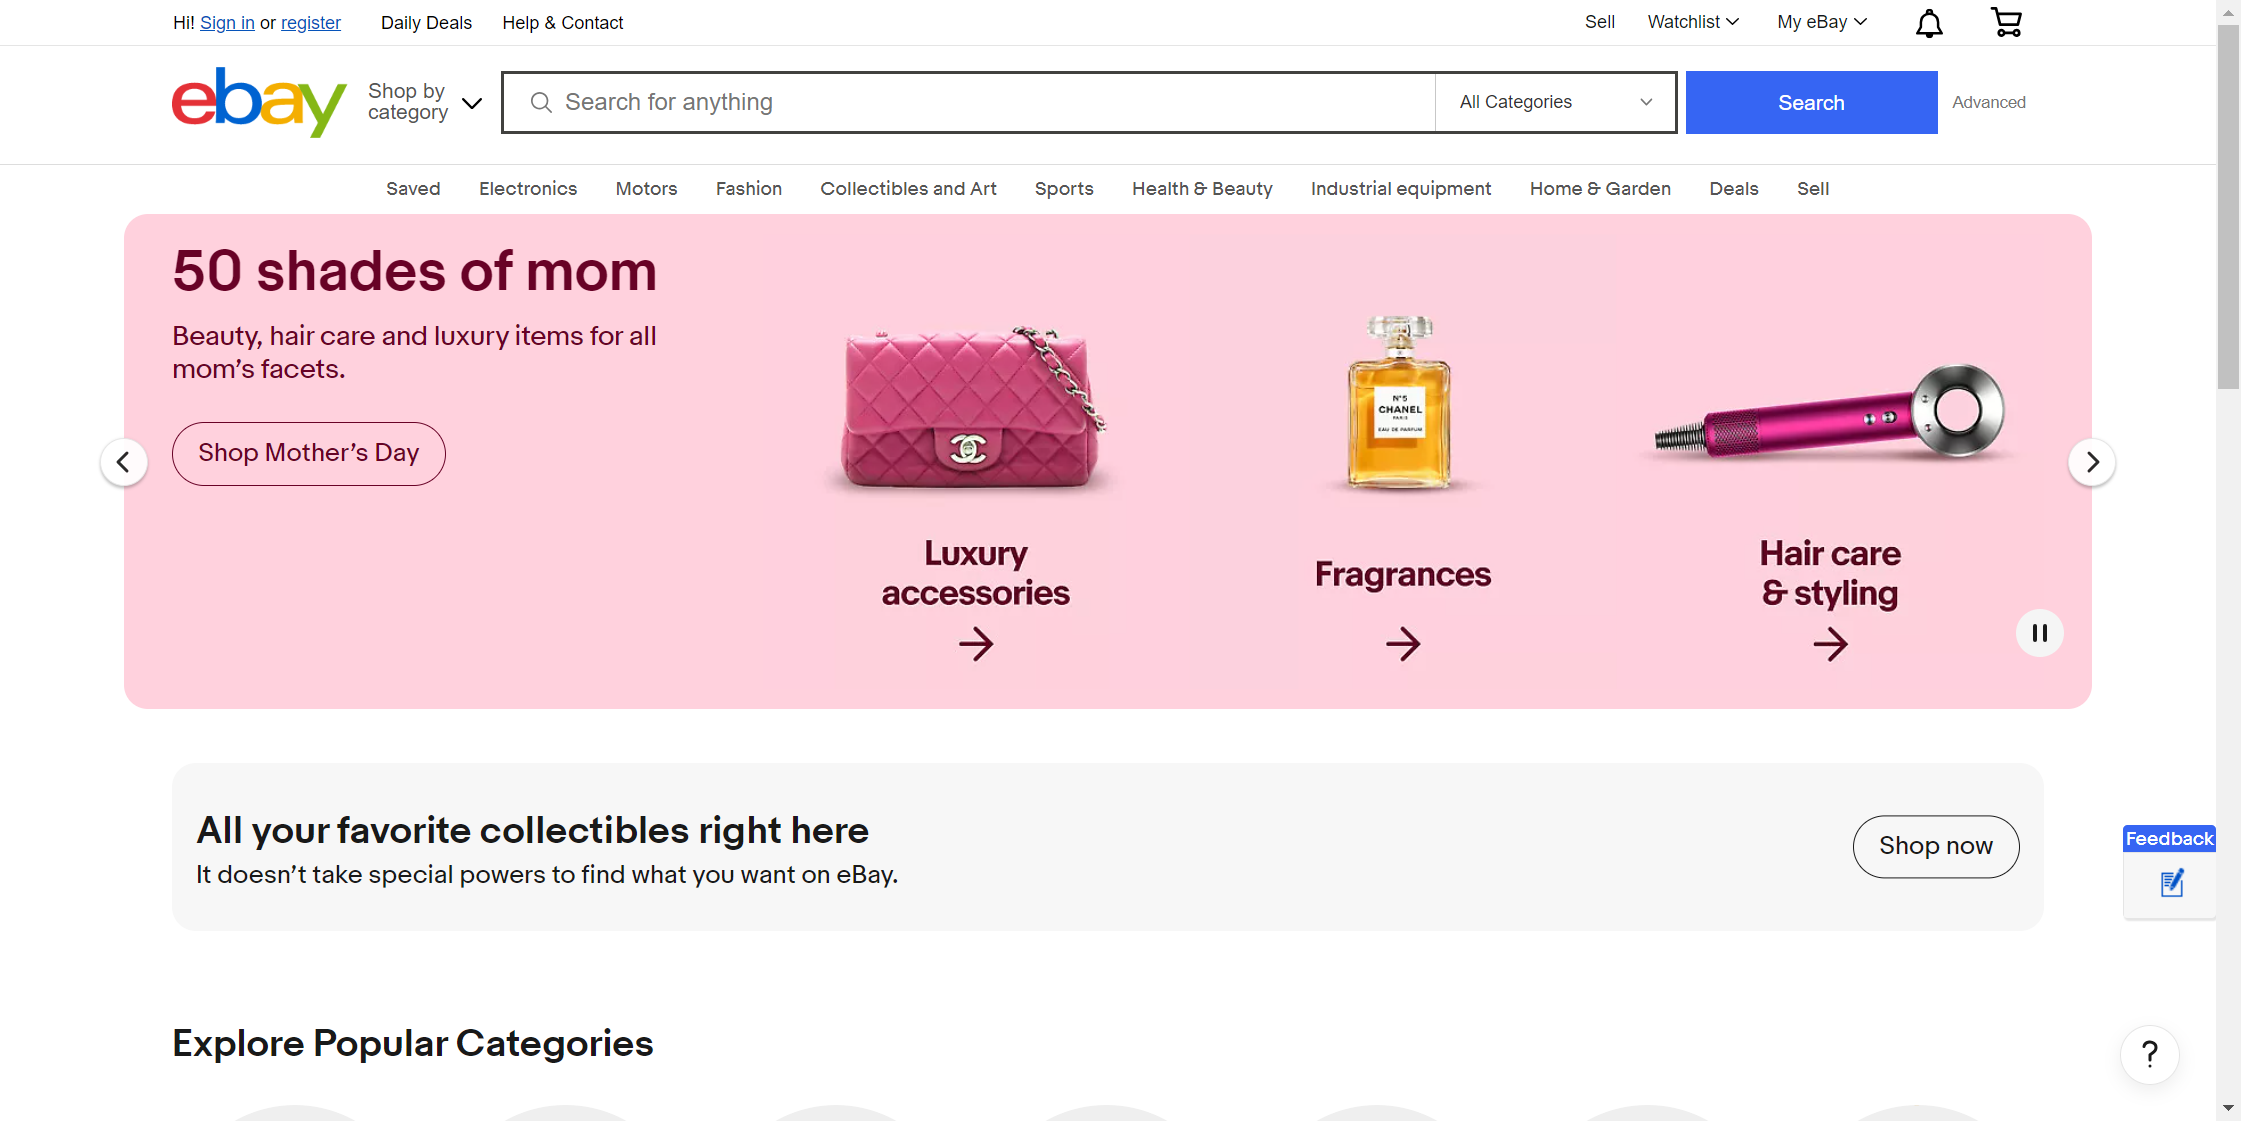 Hi! Sign in or register
Daily Deals
Help & Contact
Sell
Watchlist
My eBay
ebay
Shop by
category
Search for anything
All Categories
Search
Advanced
Saved
Electronics
Motors
Fashion
Collectibles and Art
Sports
Health & Beauty
Industrial equipment
Home & Garden
Deals
Sell
50 shades of mom
Beauty, hair care and luxury items for all
mom’s facets.
Shop Mother’s Day
N°5
CHANEL
PARIS
EAU DE PARFUM
Luxury
accessories
Fragrances
Hair care
& styling
All your favorite collectibles right here
It doesn’t take special powers to find what you want on eBay.
Shop now
Feedback
Explore Popular Categories
?